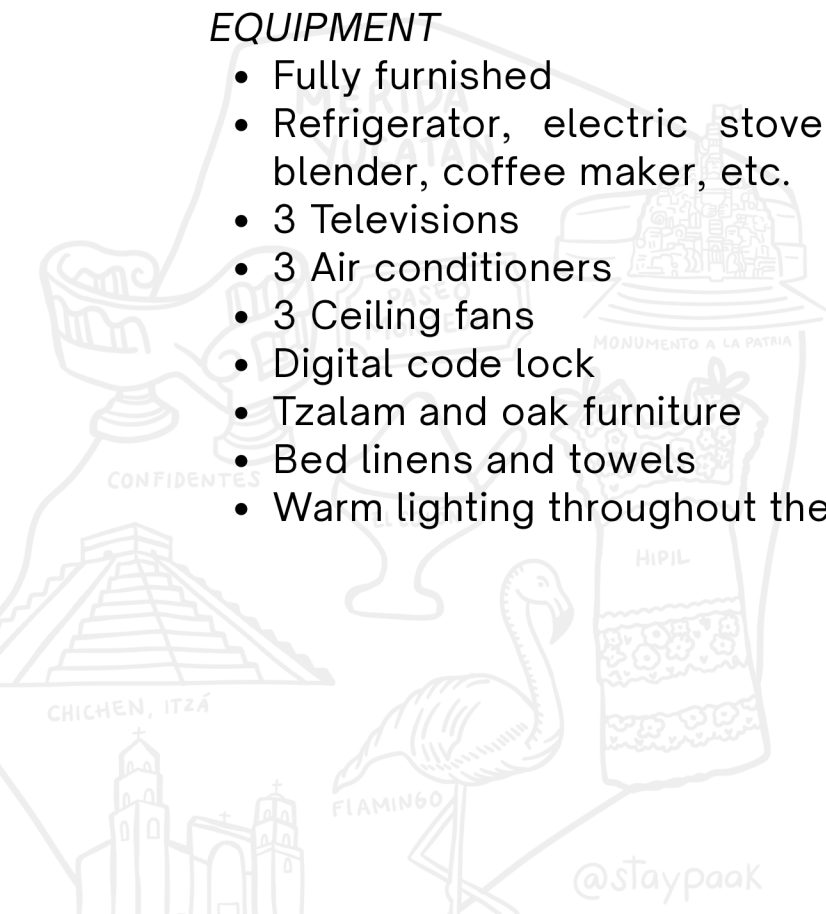 EQUIPMENT
• Fully furnished
• Refrigerator, electric stove
blender, coffee maker, etc.
• 3 Televisions
• 3 Air conditioners
• 3 Ceiling fans
• Digital code lock
• Tzalam and oak furniture
• Bed linens and towels
• Warm lighting throughout the
MERIDA
YUCATAN
PASEO
MONUMENTO A LA PATRIA
CONFIDENTES
HIPIL
CHICHEN, ITZÁ
FLAMINGO
@staypaak